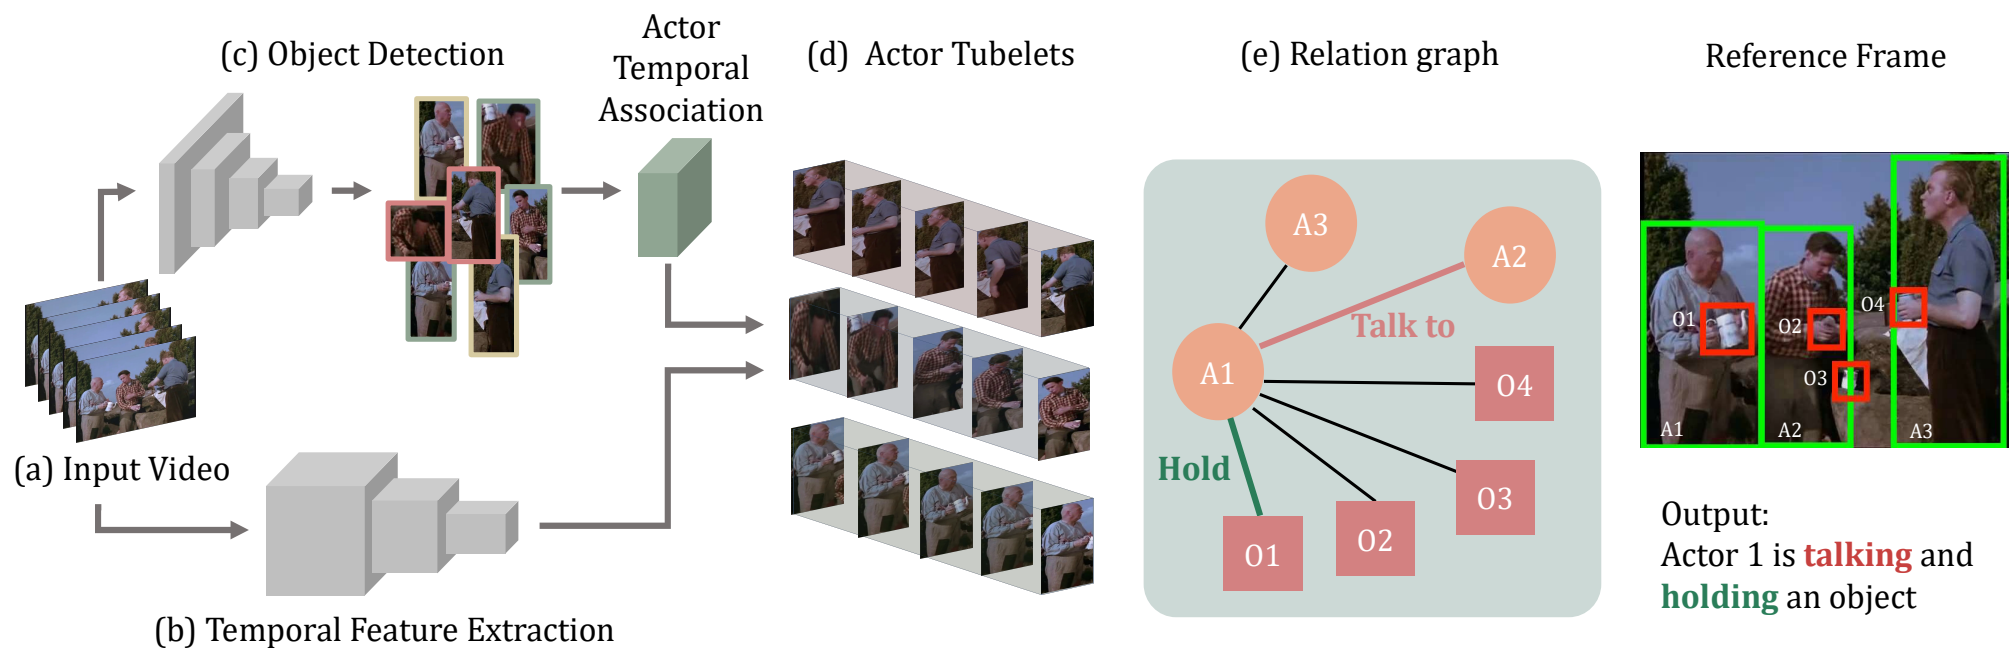 (c) Object Detection
Actor
Temporal
Association
(d) Actor Tubelets
(e) Relation graph
Reference Frame
(a) Input Video
(b) Temporal Feature Extraction
A3
A2
Talk to
A1
O4
Hold
O3
O2
O1
O1
O2
O4
O3
A1
A2
A3
Output:
Actor 1 is talking and
holding an object